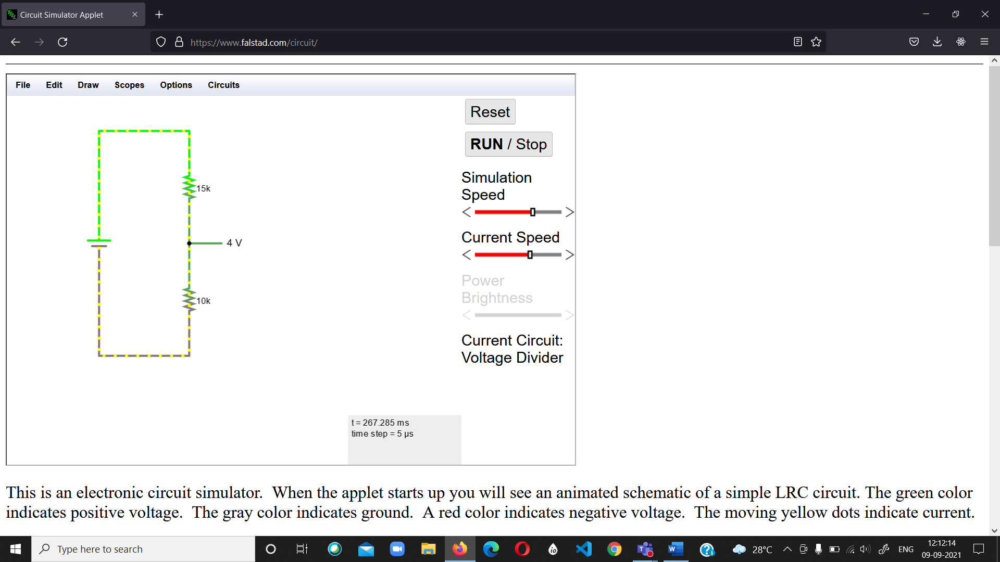 Circuit Simulator Applet
https://www.falstad.com/circuit/
File Edit Draw Scopes Options Circuits
Reset
RUN / Stop
Simulation
Speed
15k
Current Speed
4 V
Power
Brightness
10k
Current Circuit:
Voltage Divider
t = 267.285 ms
time step = 5 µs
This is an electronic circuit simulator.  When the applet starts up you will see an animated schematic of a simple LRC circuit. The green color
indicates positive voltage.  The gray color indicates ground.  A red color indicates negative voltage.  The moving yellow dots indicate current.
Type here to search
28°C
ENG
12:12:14
09-09-2021